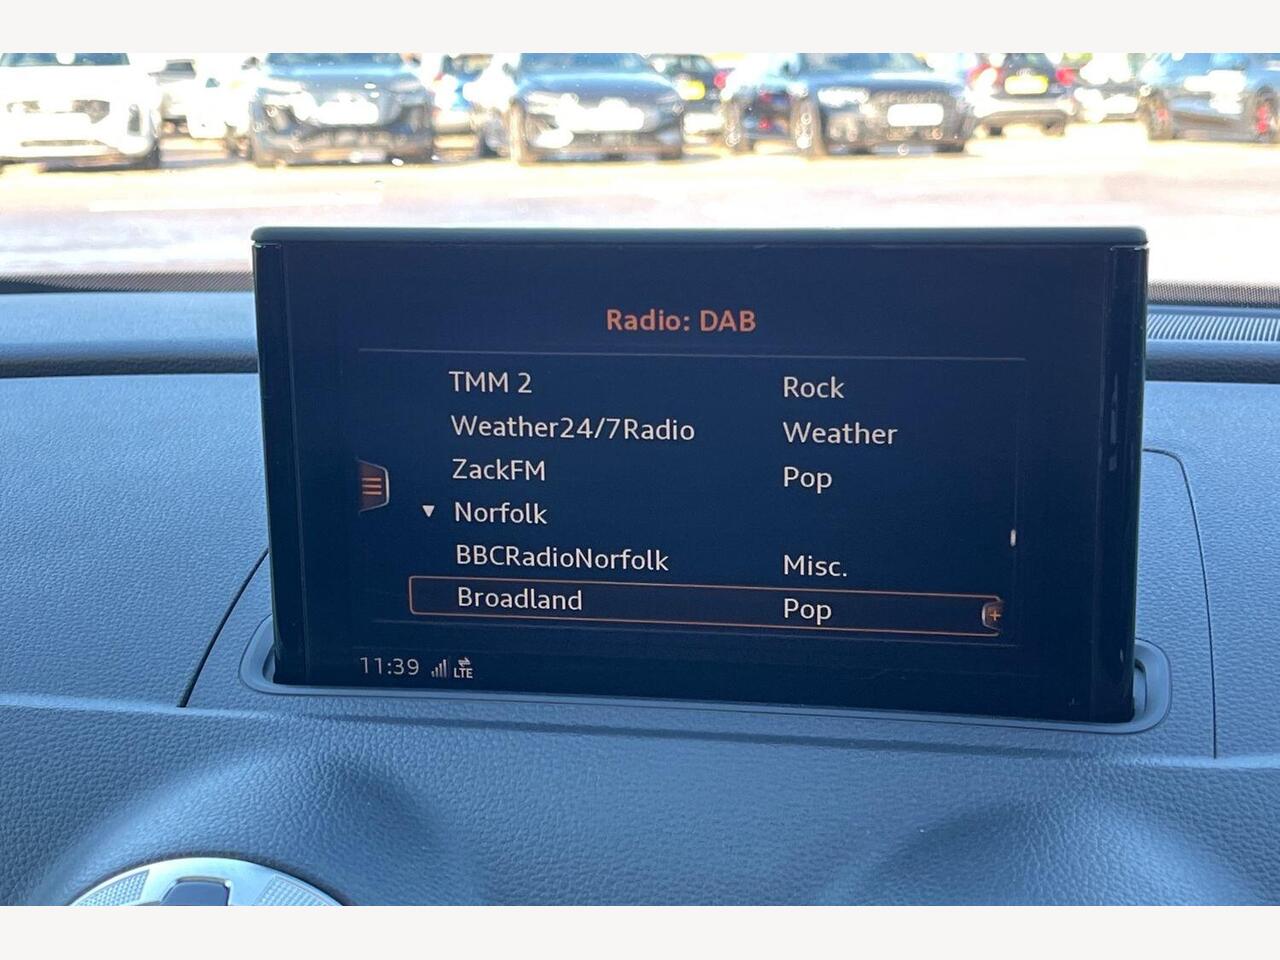 Radio: DAB
TMM 2 Rock
Weather24/7Radio Weather
ZackFM Pop
▼ Norfolk
BBCRadioNorfolk Misc.
Broadland Pop +
11:39 LTE